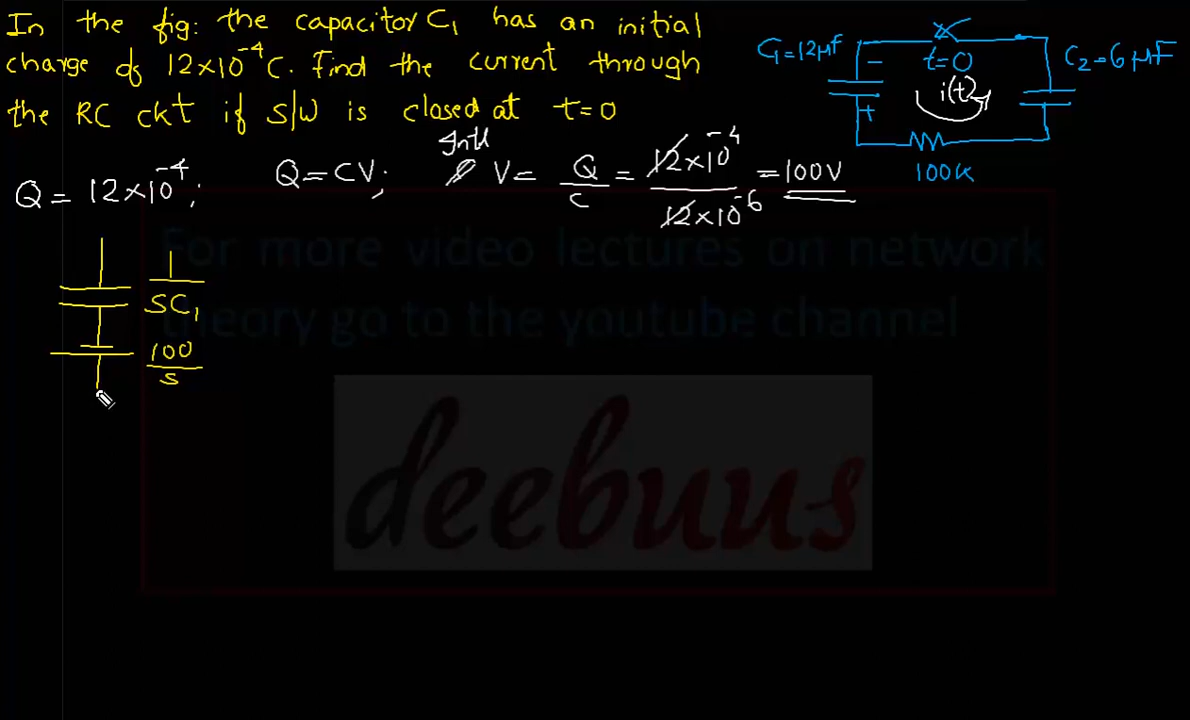 In the fig: the capacitor C1 has an initial
charge of 12×10⁻⁴ C. Find the current through
the RC ckt if S/W is closed at t=0
C1=12μF
t=0
C2=6μF
i(t)
− +
100K
Q = 12×10⁻⁴;
Q=CV;
V= Q/C = 12×10⁻⁴/12×10⁻⁶ = 100V
1/SC1
100/s
For more video lectures on network
theory go to the youtube channel
deebuus